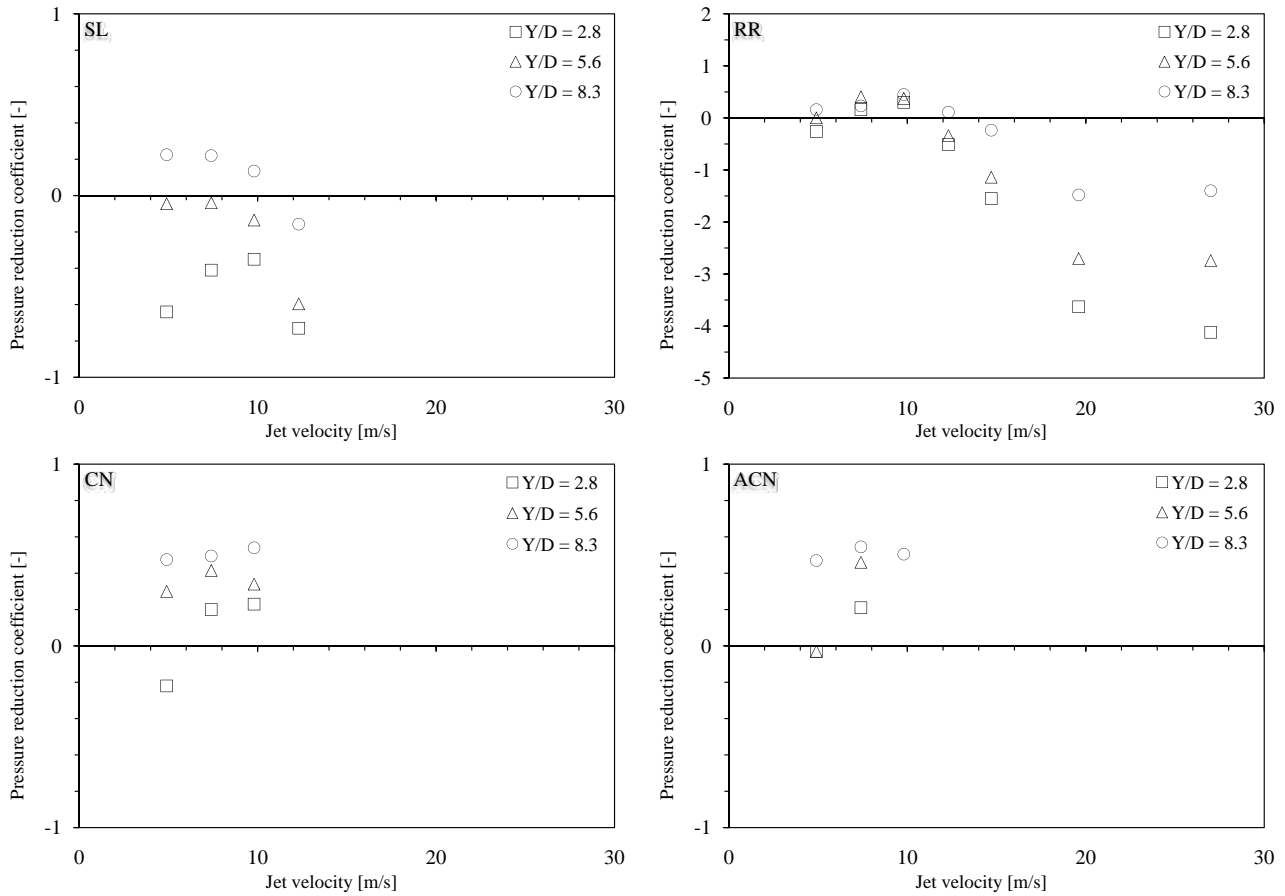 SL
Y/D = 2.8
Y/D = 5.6
Y/D = 8.3
Pressure reduction coefficient [-]
1
0
-1
0 10 20 30
Jet velocity [m/s]
RR
Y/D = 2.8
Y/D = 5.6
Y/D = 8.3
Pressure reduction coefficient [-]
2
1
0
-1
-2
-3
-4
-5
0 10 20 30
Jet velocity [m/s]
CN
Y/D = 2.8
Y/D = 5.6
Y/D = 8.3
Pressure reduction coefficient [-]
1
0
-1
0 10 20 30
Jet velocity [m/s]
ACN
Y/D = 2.8
Y/D = 5.6
Y/D = 8.3
Pressure reduction coefficient [-]
1
0
-1
0 10 20 30
Jet velocity [m/s]